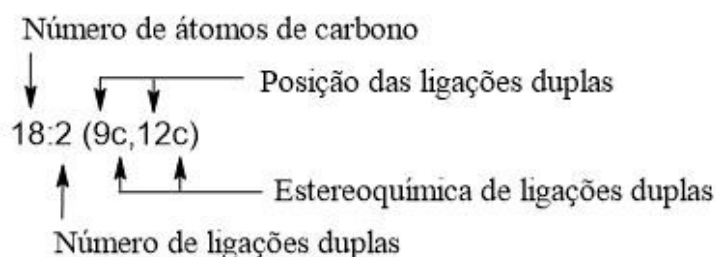 Número de átomos de carbono
Posição das ligações duplas
18:2 (9c,12c)
Estereoquímica de ligações duplas
Número de ligações duplas